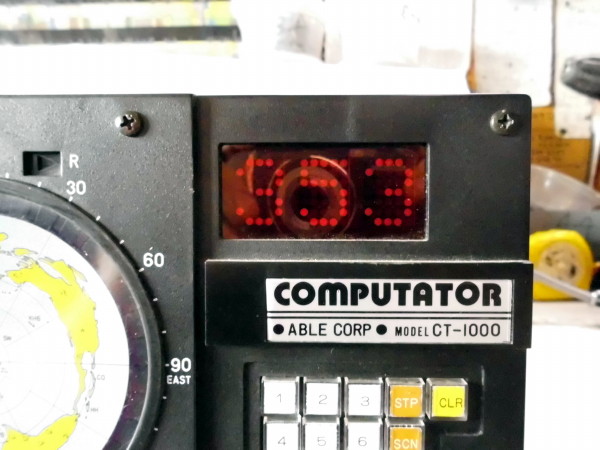 R
30
60
90
EAST
553
COMPUTATOR
● ABLE CORP ● MODEL CT-1000
1 2 3 STP CLR
4 5 6 SCN